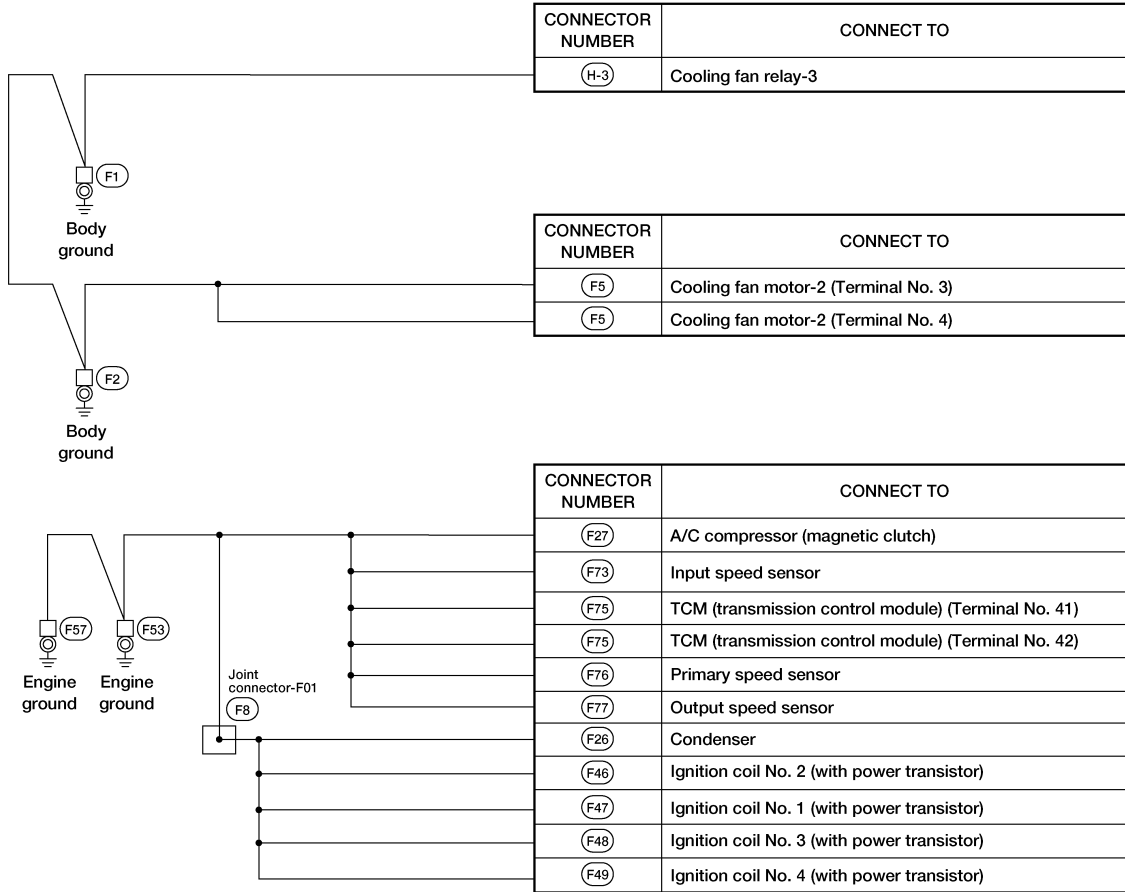 CONNECTOR NUMBER CONNECT TO
H-3 Cooling fan relay-3
F1
Body
ground
CONNECTOR NUMBER CONNECT TO
F5 Cooling fan motor-2 (Terminal No. 3)
F5 Cooling fan motor-2 (Terminal No. 4)
F2
Body
ground
CONNECTOR NUMBER CONNECT TO
F27 A/C compressor (magnetic clutch)
F73 Input speed sensor
F75 TCM (transmission control module) (Terminal No. 41)
F75 TCM (transmission control module) (Terminal No. 42)
F76 Primary speed sensor
F77 Output speed sensor
F26 Condenser
F46 Ignition coil No. 2 (with power transistor)
F47 Ignition coil No. 1 (with power transistor)
F48 Ignition coil No. 3 (with power transistor)
F49 Ignition coil No. 4 (with power transistor)
F57
Engine
ground
F53
Engine
ground
Joint
connector-F01
F8